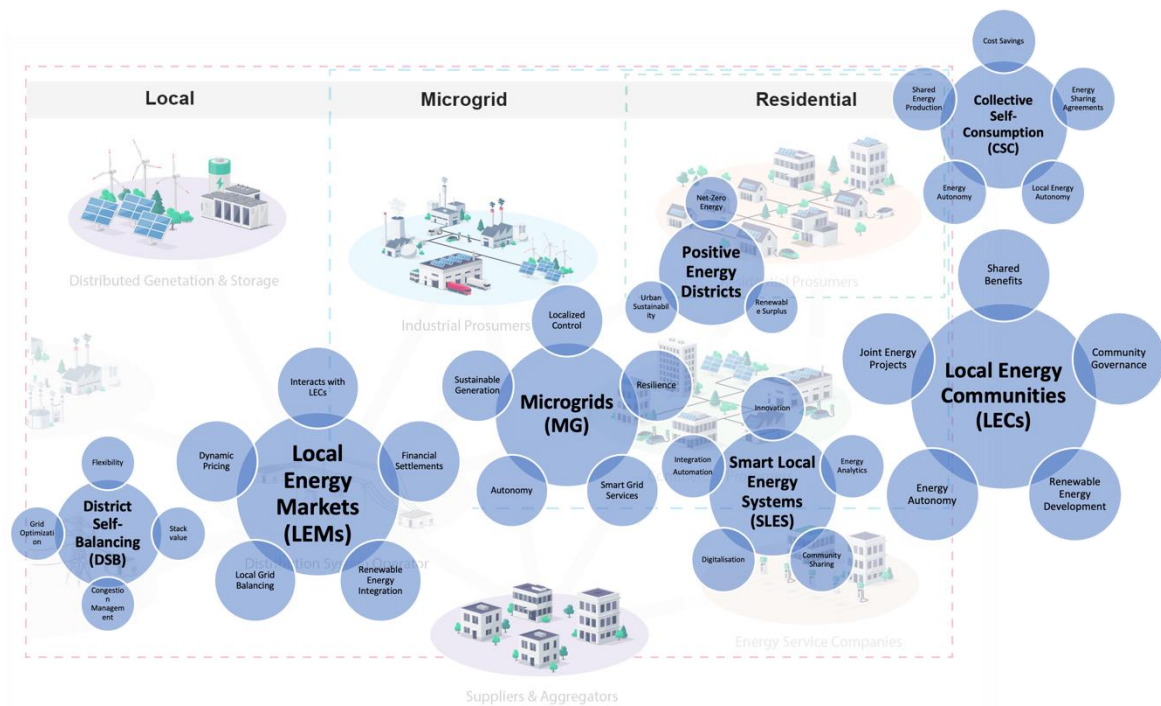 Local
Microgrid
Residential
Cost Savings
Shared
Energy
Production
Energy
Sharing
Agreements
Collective
Self-
Consumption
(CSC)
Energy
Autonomy
Local Energy
Autonomy
Net-Zero
Energy
Positive
Energy
Districts
Urban
Sustainabil
ity
Renewabl
e Surplus
Prosumers
Distributed Genetation & Storage
Industrial Prosumers
Shared
Benefits
Joint Energy
Projects
Community
Governance
Local Energy
Communities
(LECs)
Energy
Autonomy
Renewable
Energy
Development
Localized
Control
Sustainable
Generation
Resilience
Microgrids
(MG)
Autonomy
Smart Grid
Services
Innovation
Integration
Automation
Energy
Analytics
Smart Local
Energy
Systems
(SLES)
Digitalisation
Community
Sharing
Interacts with
LECs
Dynamic
Pricing
Financial
Settlements
Local
Energy
Markets
(LEMs)
Local Grid
Balancing
Renewable
Energy
Integration
Flexibility
Grid
Optimizati
on
Stack
value
District
Self-
Balancing
(DSB)
Congestio
n
Managem
ent
Distribution System Operator
Energy Service Companies
Suppliers & Aggregators